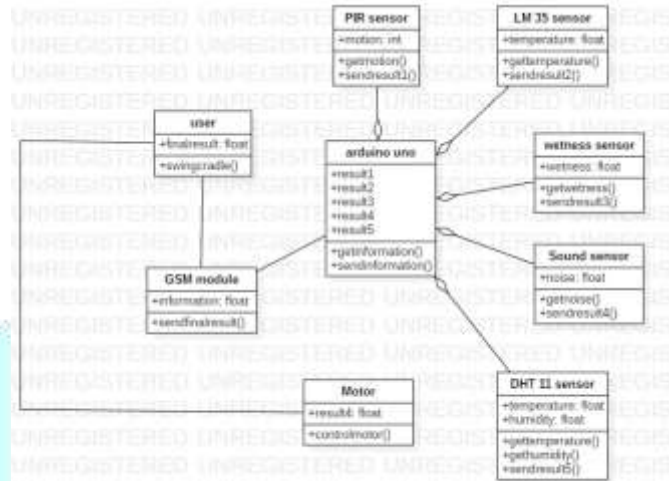 PIR sensor
+motion: int
+getmotion()
+sendresult1()
LM 35 sensor
+temperature: float
+gettemperature()
+sendresult2()
user
+finalresult: float
+swingcradle()
arduino uno
+result1
+result2
+result3
+result4
+result5
+getinformation()
+sendinformation()
wetness sensor
+wetness: float
+getwetness()
+sendresult3()
Sound sensor
+noise: float
+getnoise()
+sendresult4()
GSM module
+information: float
+sendfinalresult()
Motor
+result4: float
+controlmotor()
DHT 11 sensor
+temperature: float
+humidity: float
+gettemperature()
+gethumidity()
+sendresult5()
UNREGISTERED